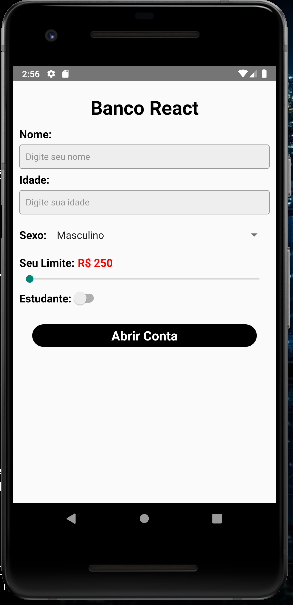 2:56
Banco React
Nome:
Digite seu nome
Idade:
Digite sua idade
Sexo: Masculino
Seu Limite: R$ 250
Estudante:
Abrir Conta